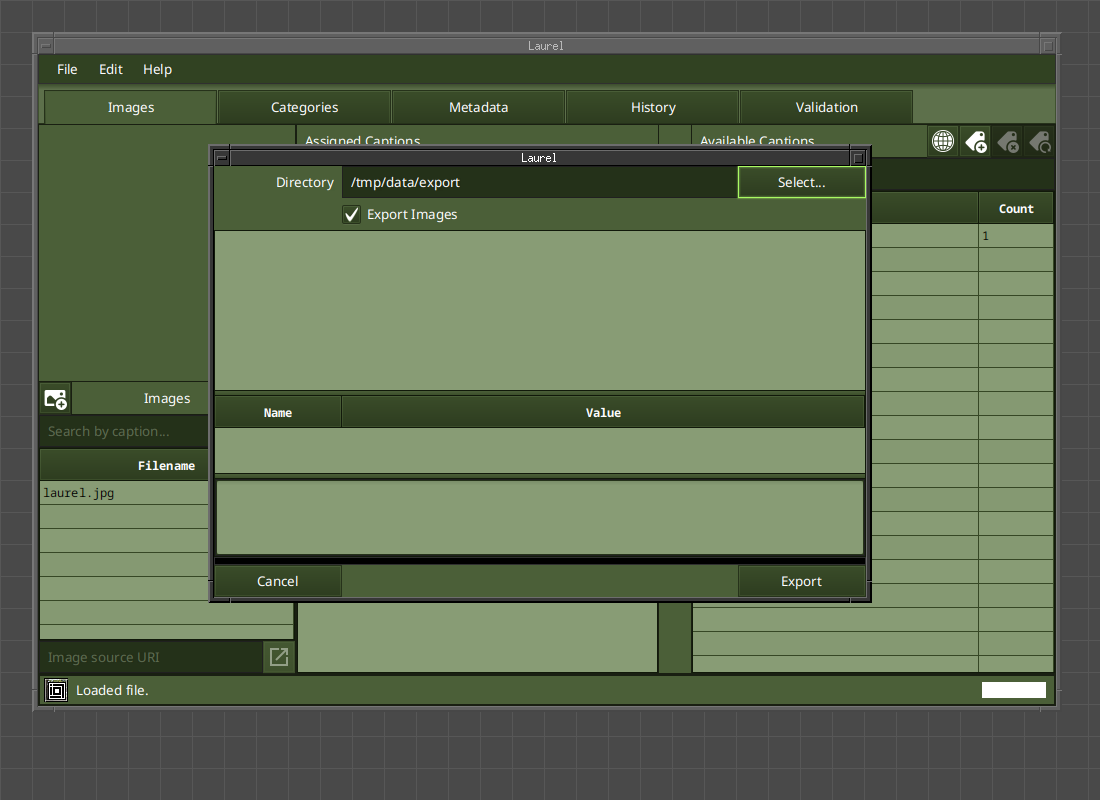 Laurel
File Edit Help
Images Categories Metadata History Validation
Assigned Captions Available Captions
Laurel
Directory /tmp/data/export Select...
Export Images
Count
1
Images
Name Value
Search by caption...
Filename
laurel.jpg
Cancel Export
Image source URI
Loaded file.